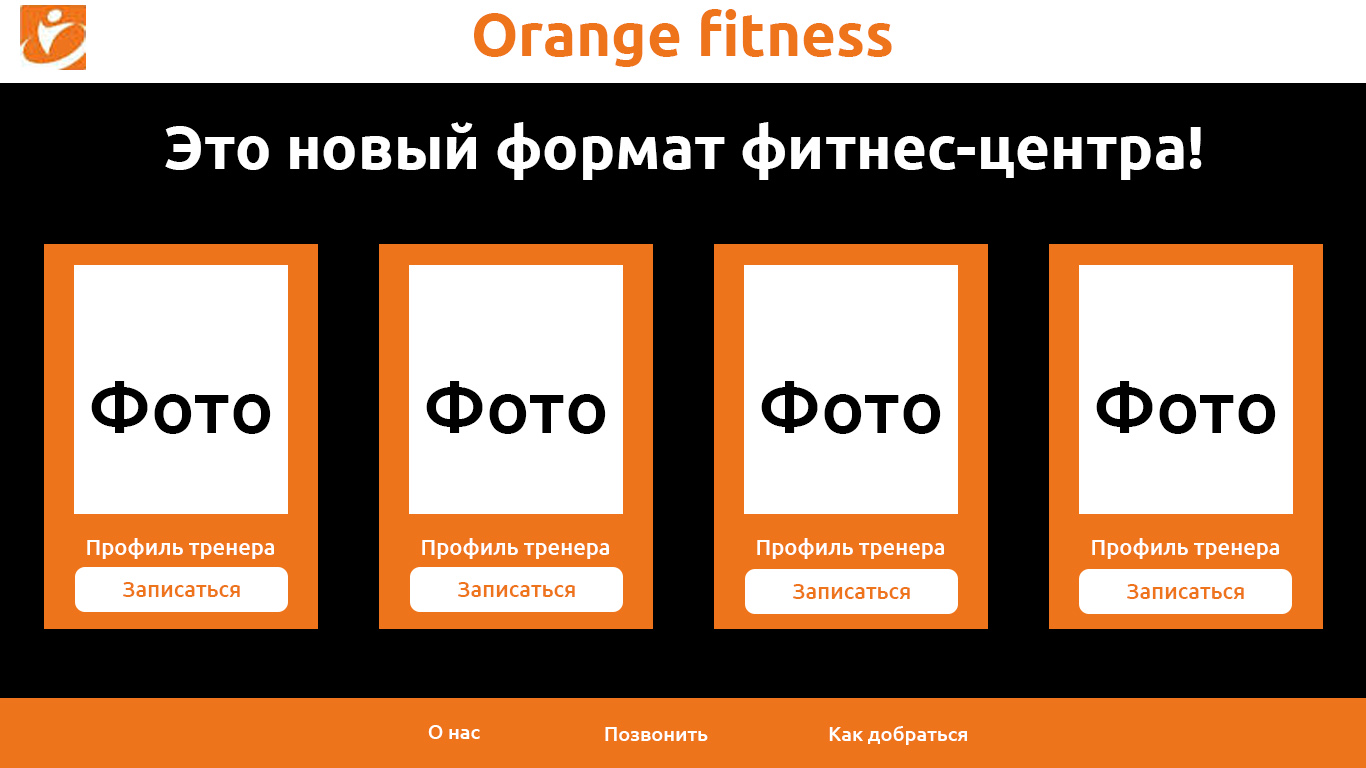 Orange fitness
Это новый формат фитнес-центра!
Фото
Профиль тренера
Записаться
Фото
Профиль тренера
Записаться
Фото
Профиль тренера
Записаться
Фото
Профиль тренера
Записаться
О нас
Позвонить
Как добраться